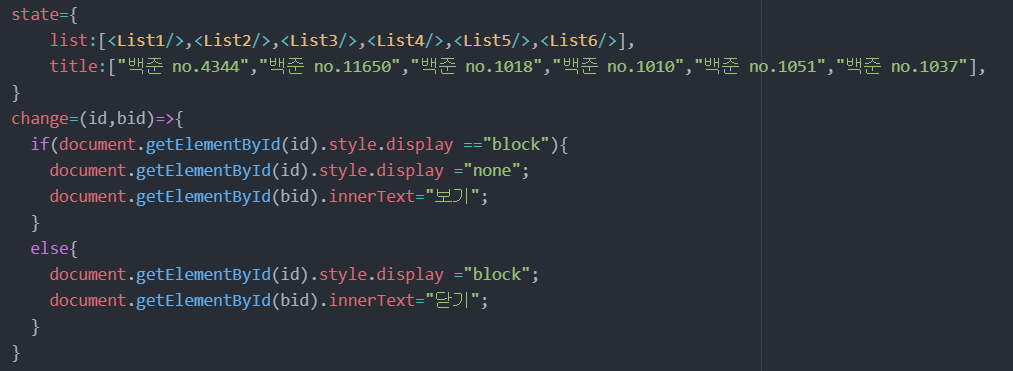 state={
    list:[<List1/>,<List2/>,<List3/>,<List4/>,<List5/>,<List6/>],
    title:["백준 no.4344","백준 no.11650","백준 no.1018","백준 no.1010","백준 no.1051","백준 no.1037"],
}
change=(id,bid)=>{
  if(document.getElementById(id).style.display =="block"){
    document.getElementById(id).style.display ="none";
    document.getElementById(bid).innerText="보기";
  }
  else{
    document.getElementById(id).style.display ="block";
    document.getElementById(bid).innerText="닫기";
  }
}